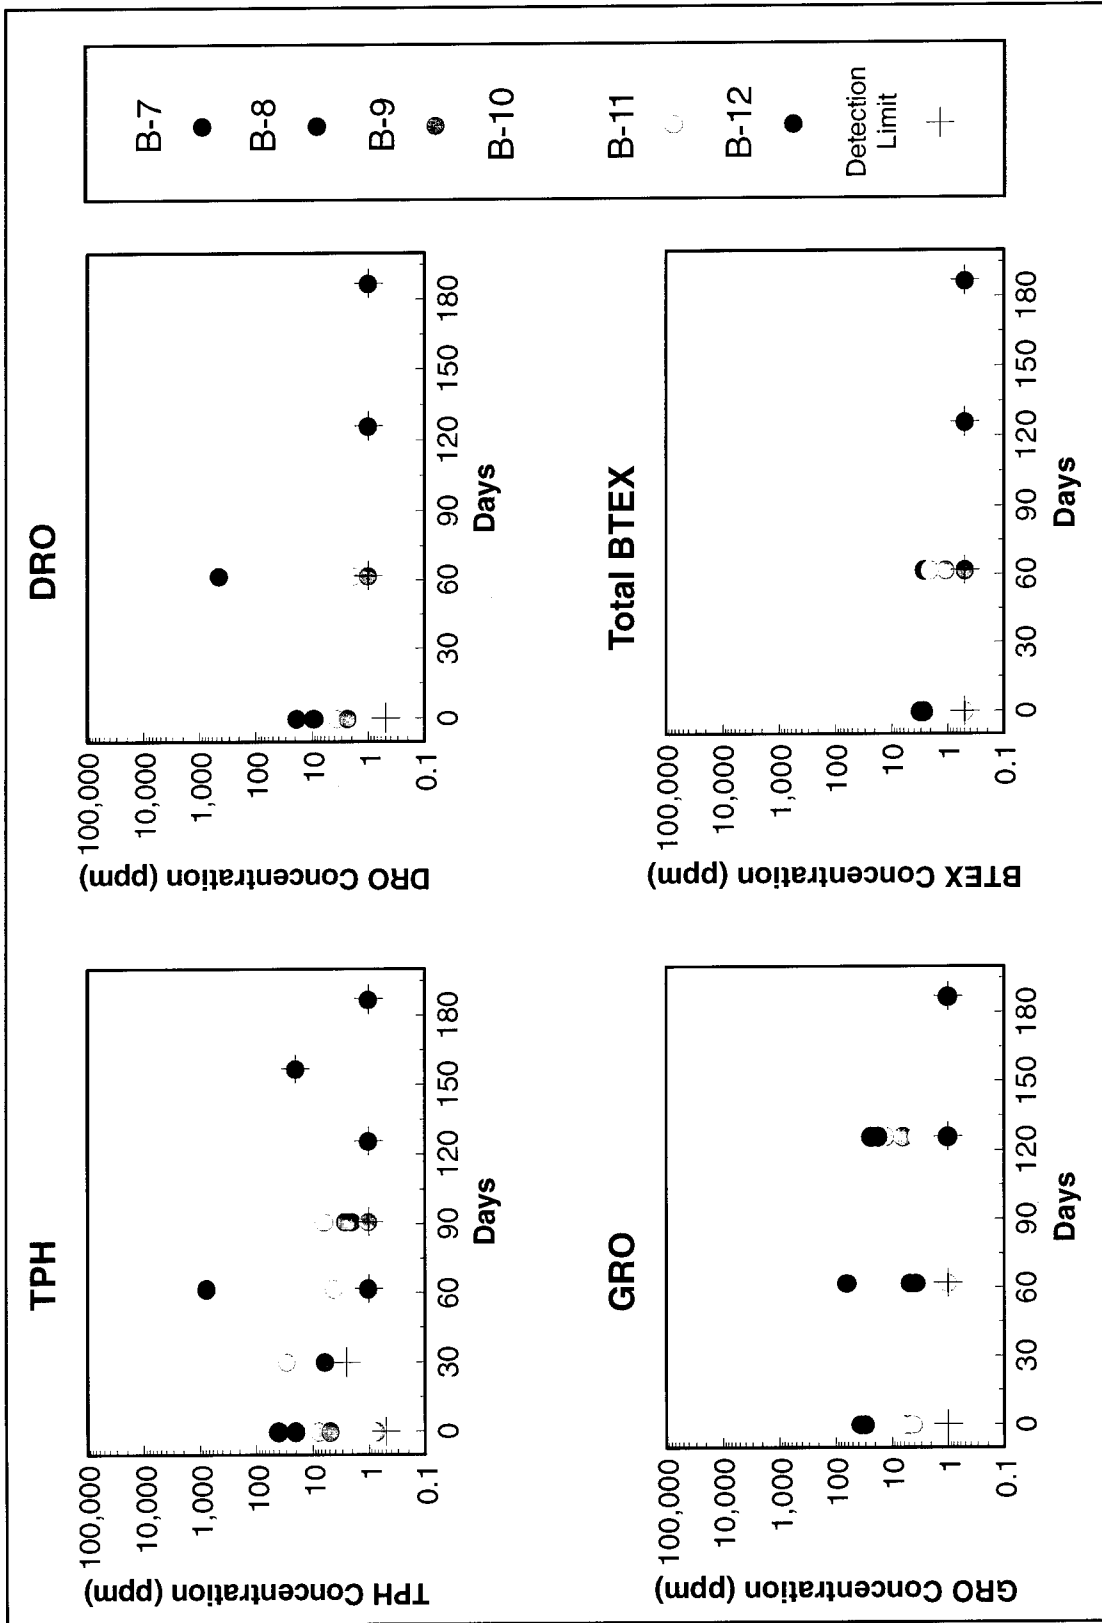 TPH
TPH Concentration (ppm)
100,000
10,000
1,000
100
10
1
0.1
0 30 60 90 120 150 180
Days
DRO
DRO Concentration (ppm)
100,000
10,000
1,000
100
10
1
0.1
0 30 60 90 120 150 180
Days
GRO
GRO Concentration (ppm)
100,000
10,000
1,000
100
10
1
0.1
0 30 60 90 120 150 180
Days
Total BTEX
BTEX Concentration (ppm)
100,000
10,000
1,000
100
10
1
0.1
0 30 60 90 120 150 180
Days
B-7
B-8
B-9
B-10
B-11
B-12
Detection
Limit